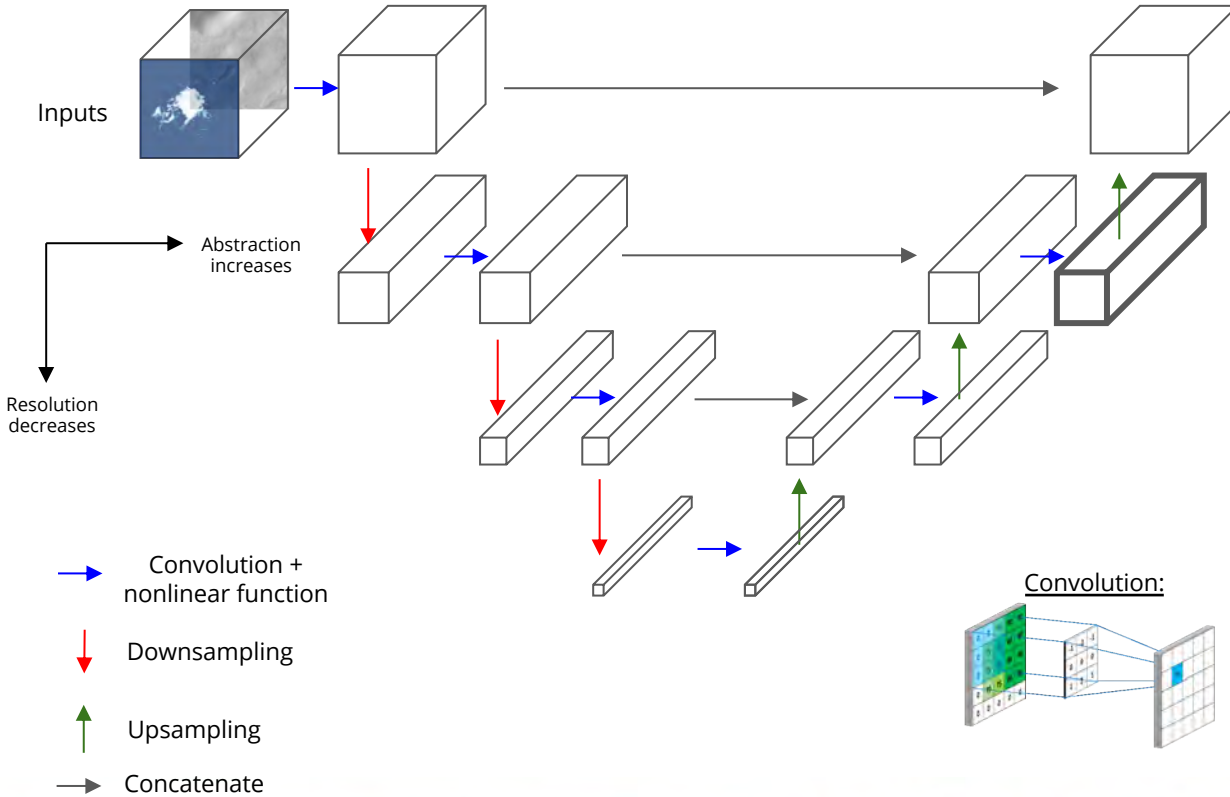 Inputs
Abstraction
increases
Resolution
decreases
Convolution +
nonlinear function
Downsampling
Upsampling
Concatenate
Convolution: